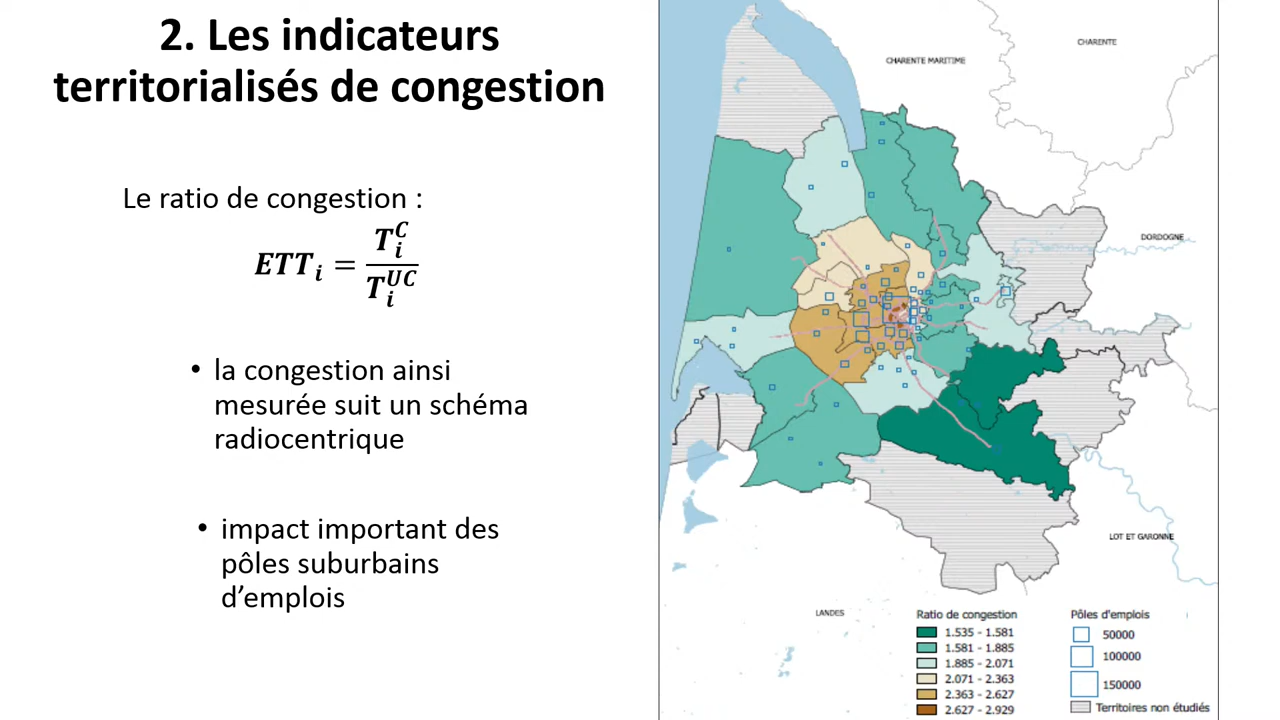 2. Les indicateurs
territorialisés de congestion
Le ratio de congestion :
ETT_i = T_i^C / T_i^UC
• la congestion ainsi
mesurée suit un schéma
radiocentrique
• impact important des
pôles suburbains
d’emplois
CHARENTE
CHARENTE MARITIME
DORDOGNE
LOT ET GARONNE
LANDES
Ratio de congestion
1.535 - 1.581
1.581 - 1.885
1.885 - 2.071
2.071 - 2.363
2.363 - 2.627
2.627 - 2.929
Pôles d'emplois
50000
100000
150000
Territoires non étudiés